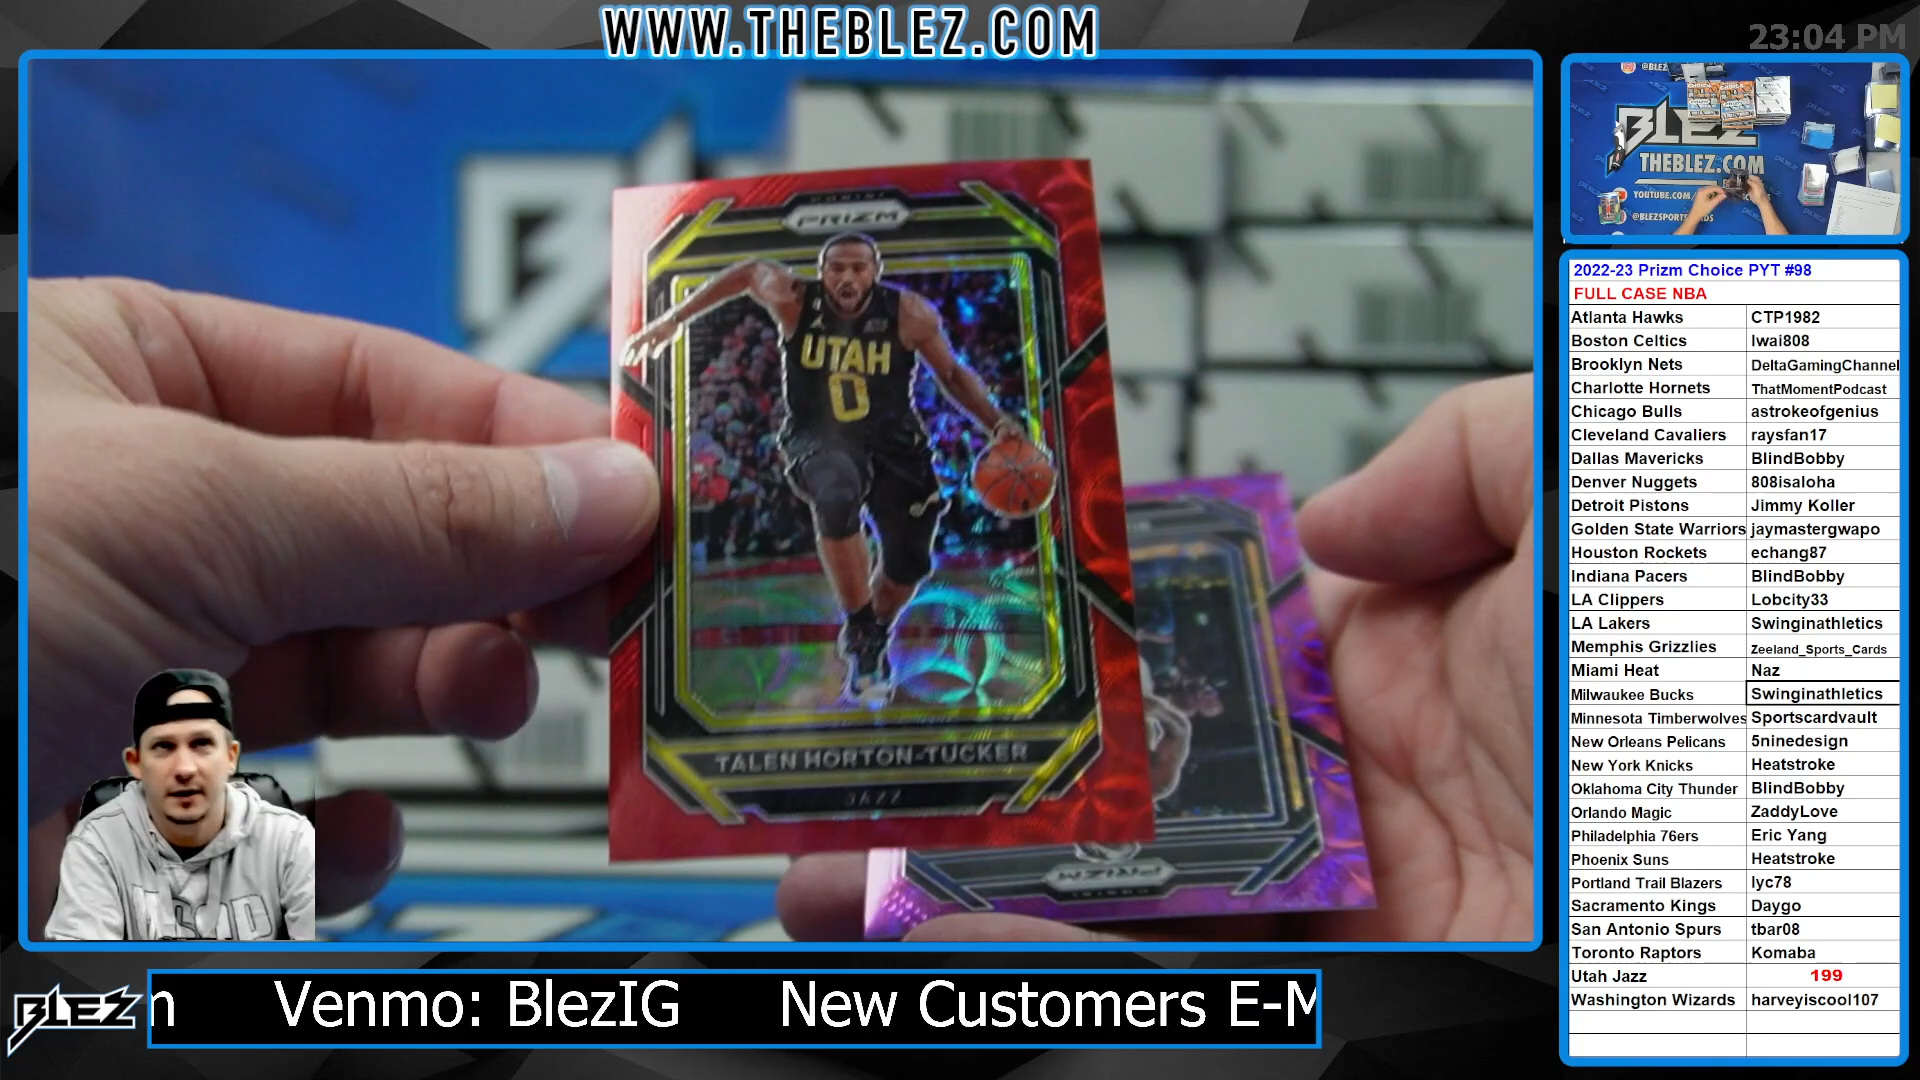 WWW.THEBLEZ.COM
23:04 PM
PANINI
PRIZM
UTAH
0
TALEN HORTON-TUCKER
JAZZ
PRIZM
@BLEZ
BLEZ
THEBLEZ.COM
YOUTUBE.COM/
2022-23 Prizm Choice PYT #98
FULL CASE NBA
Atlanta Hawks CTP1982
Boston Celtics Iwai808
Brooklyn Nets DeltaGamingChannel
Charlotte Hornets ThatMomentPodcast
Chicago Bulls astrokeofgenius
Cleveland Cavaliers raysfan17
Dallas Mavericks BlindBobby
Denver Nuggets 808isaloha
Detroit Pistons Jimmy Koller
Golden State Warriors jaymastergwapo
Houston Rockets echang87
Indiana Pacers BlindBobby
LA Clippers Lobcity33
LA Lakers Swinginathletics
Memphis Grizzlies Zeeland_Sports_Cards
Miami Heat Naz
Milwaukee Bucks Swinginathletics
Minnesota Timberwolves Sportscardvault
New Orleans Pelicans 5ninedesign
New York Knicks Heatstroke
Oklahoma City Thunder BlindBobby
Orlando Magic ZaddyLove
Philadelphia 76ers Eric Yang
Phoenix Suns Heatstroke
Portland Trail Blazers lyc78
Sacramento Kings Daygo
San Antonio Spurs tbar08
Toronto Raptors Komaba
Utah Jazz 199
Washington Wizards harveyiscool107
BLEZ
Venmo: BlezIG New Customers E-M